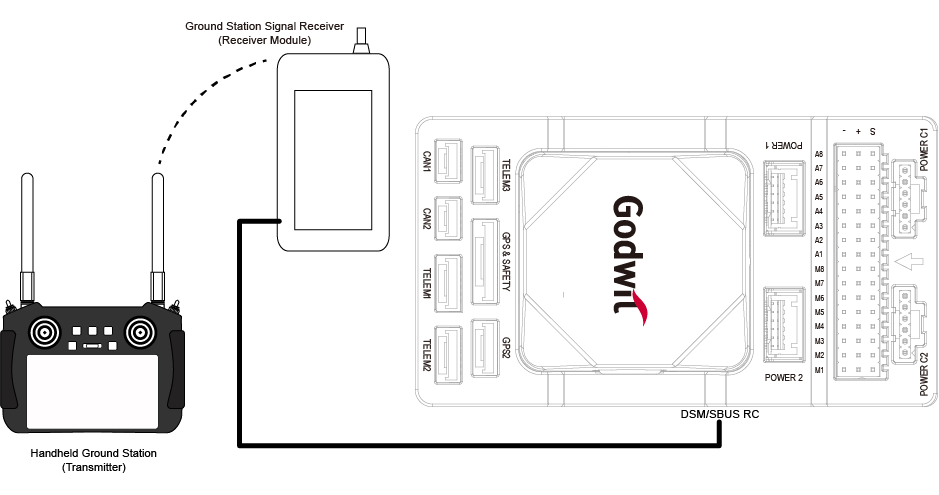 Ground Station Signal Receiver
(Receiver Module)
Handheld Ground Station
(Transmitter)
CAN1
CAN2
TELEM1
TELEM2
TELEM3
GPS & SAFETY
GPS2
Godwit
POWER 1
POWER 2
- + S
A8
A7
A6
A5
A4
A3
A2
A1
M8
M7
M6
M5
M4
M3
M2
M1
POWER C1
POWER C2
DSM/SBUS RC